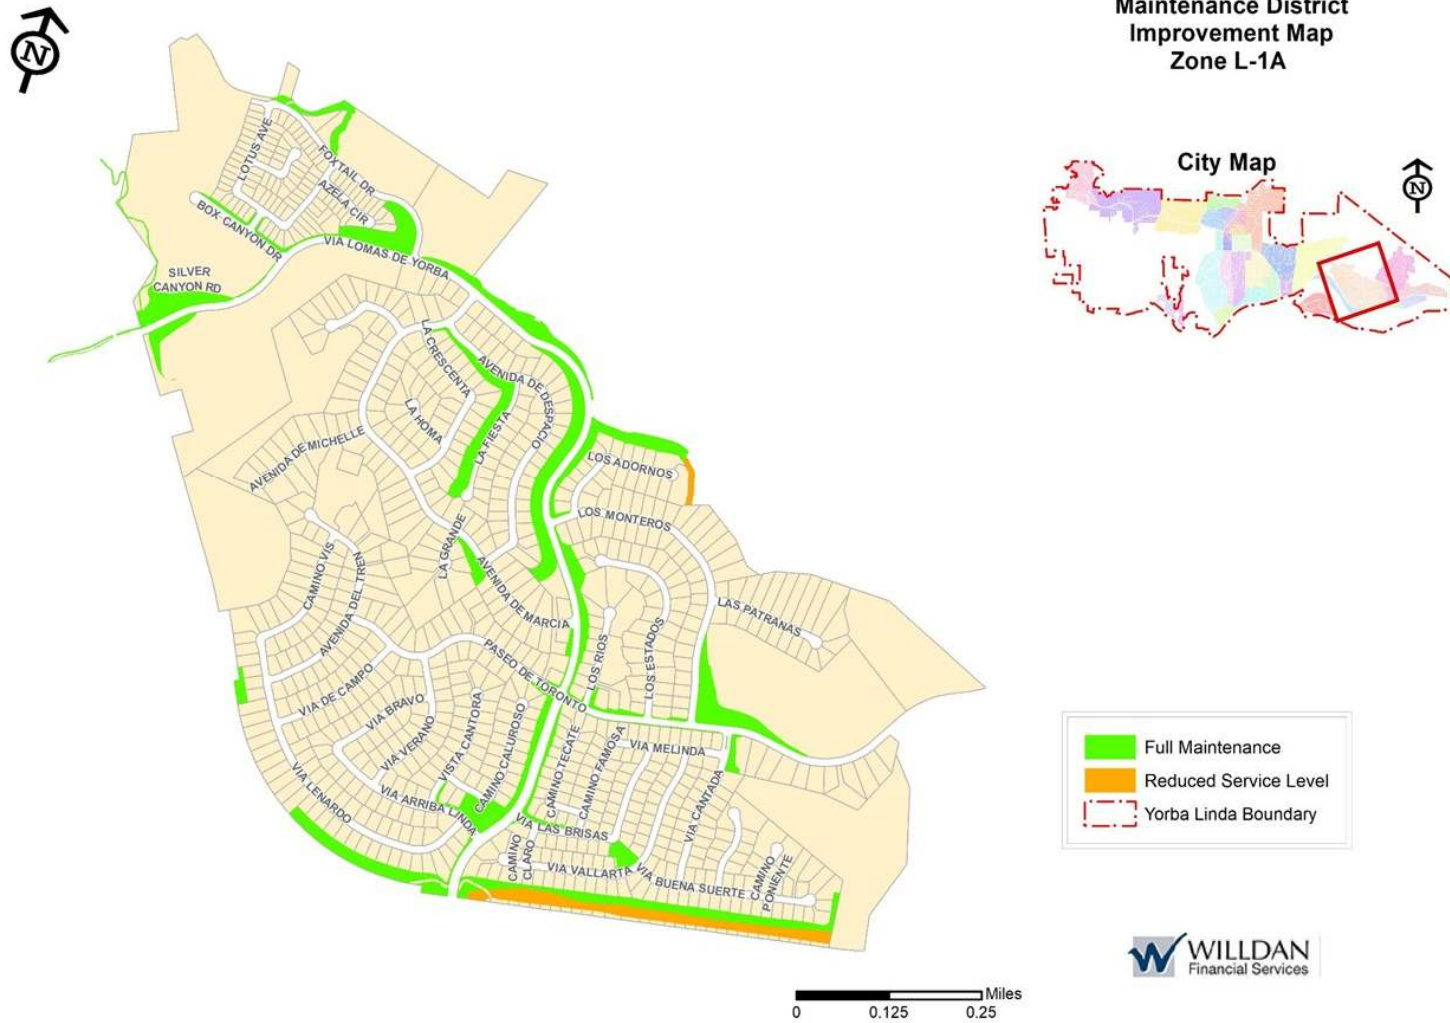 Maintenance District
Improvement Map
Zone L-1A
N
City Map
N
LOTUS AVE
FOXTAIL DR
AZELA CIR
BOX CANYON DR
VIA LOMAS DE YORBA
SILVER
CANYON RD
LA CRESCENTA
AVENIDA DE DESPACIO
LA HOMA
LA FIESTA
AVENIDA DE MICHELLE
LOS ADORNOS
LOS MONTEROS
LA GRANDE
CAMINO VIS
AVENIDA DEL TREN
AVENIDA DE MARCIA
LAS PATRANAS
LOS RIOS
LOS ESTADOS
PASEO DE TORONTO
VIA DE CAMPO
VIA BRAVO
VIA VERANO
VISTA CANTORA
CAMINO CALUROSO
CAMINO TECATE
CAMINO FAMOSA
VIA MELINDA
VIA CANTADA
VIA LENARDO
VIA ARRIBA LINDA
VIA LAS BRISAS
CAMINO
CLARO
VIA VALLARTA
VIA BUENA SUERTE
CAMINO
PONIENTE
Full Maintenance
Reduced Service Level
Yorba Linda Boundary
WILLDAN
Financial Services
Miles
0 0.125 0.25